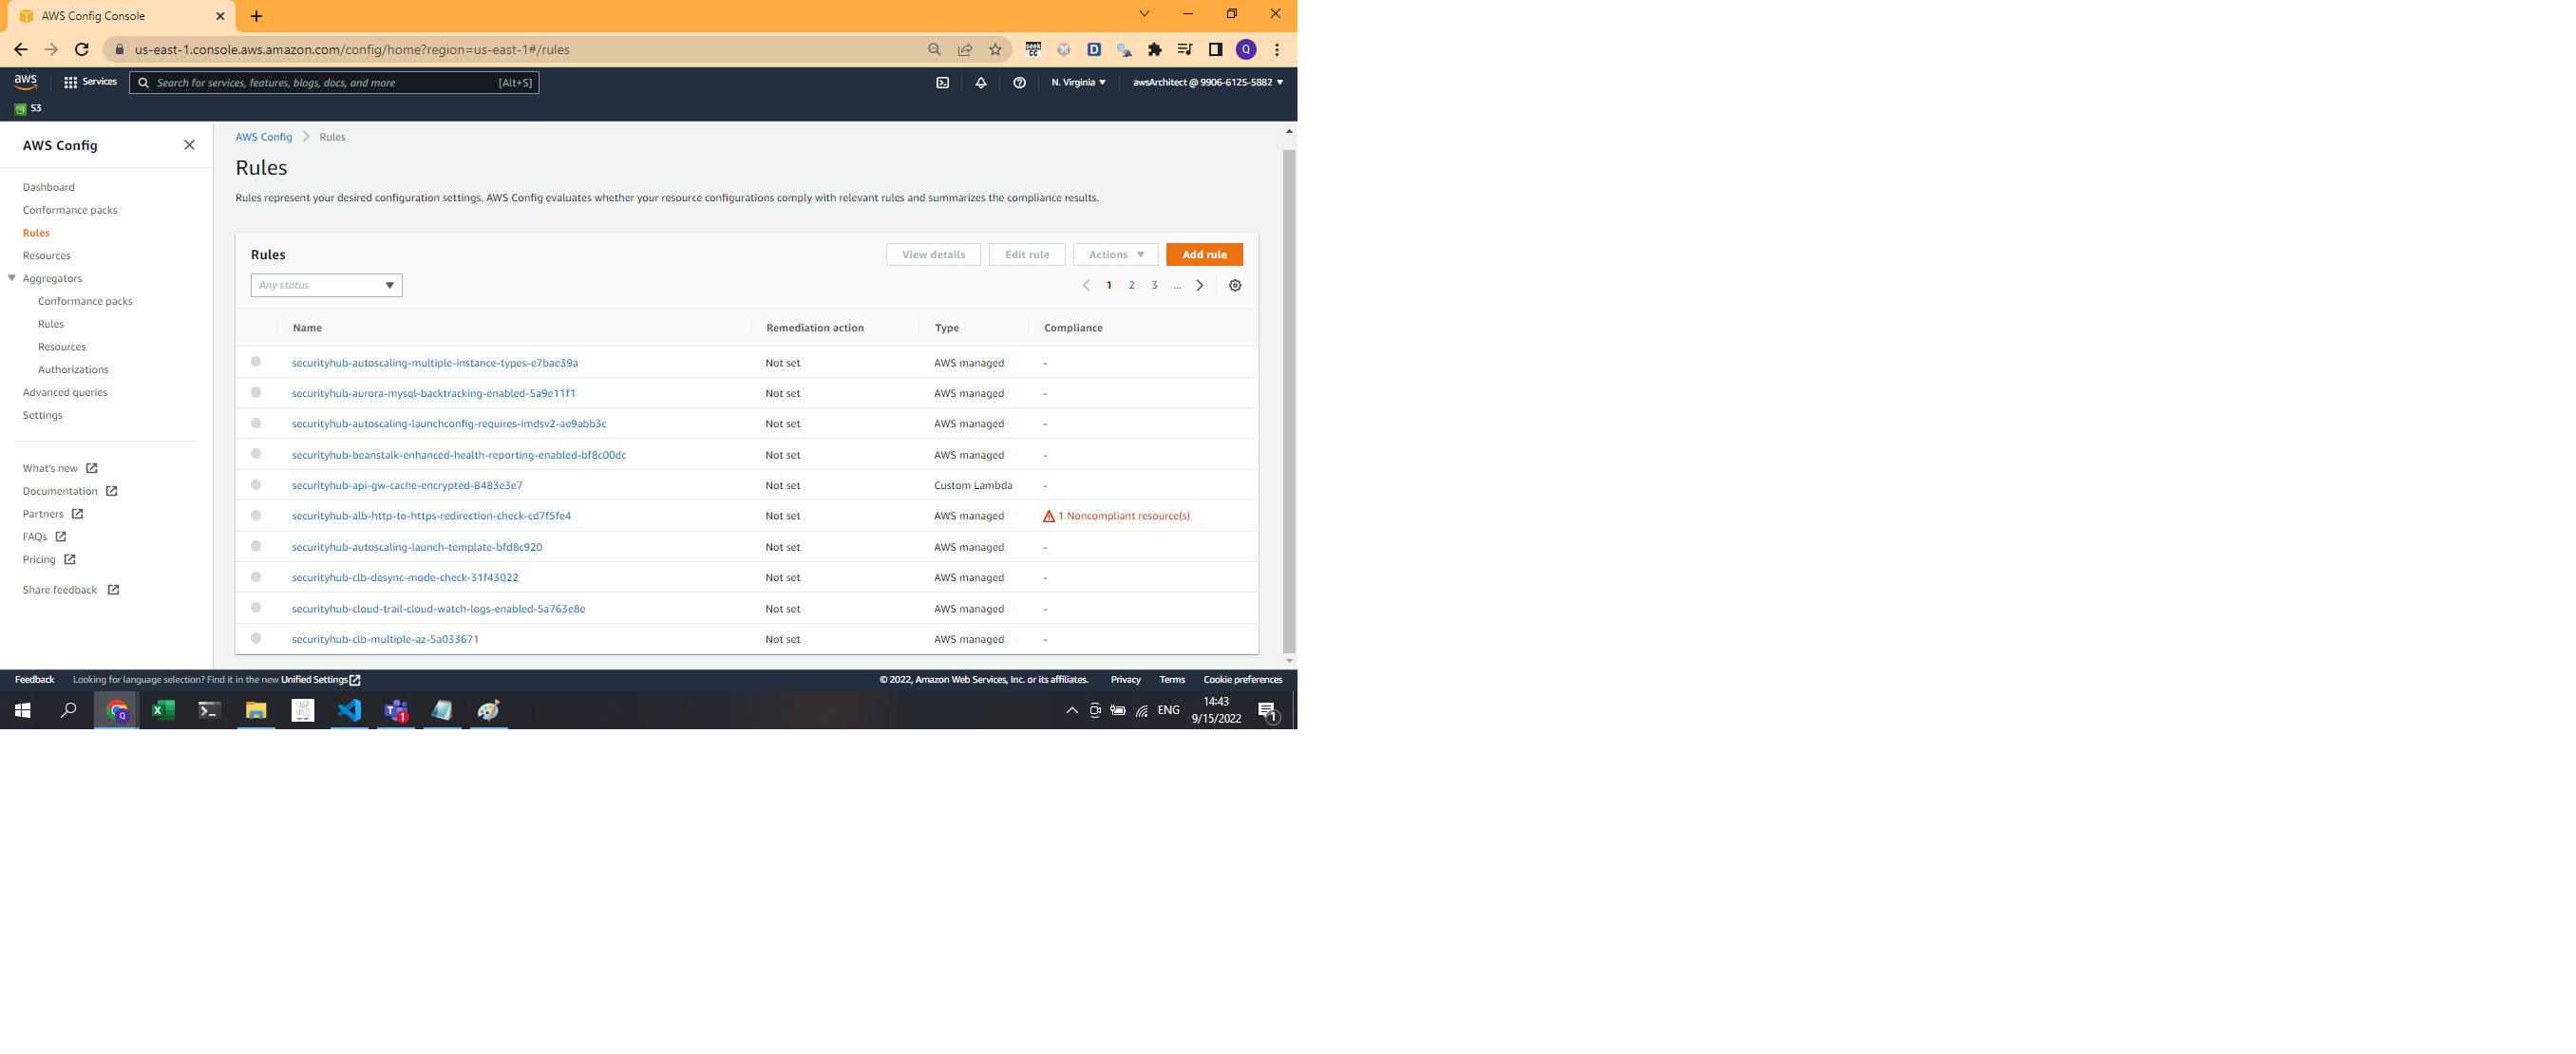 AWS Config Console
us-east-1.console.aws.amazon.com/config/home?region=us-east-1#/rules
aws Services Search for services, features, blogs, docs, and more [Alt+S] N. Virginia awsArchitect @ 9906-6125-5882
S3
AWS Config
Dashboard
Conformance packs
Rules
Resources
Aggregators
Conformance packs
Rules
Resources
Authorizations
Advanced queries
Settings
What's new
Documentation
Partners
FAQs
Pricing
Share feedback
AWS Config Rules
Rules
Rules represent your desired configuration settings. AWS Config evaluates whether your resource configurations comply with relevant rules and summarizes the compliance results.
Rules View details Edit rule Actions Add rule
Any status 1 2 3 ...
Name Remediation action Type Compliance
securityhub-autoscaling-multiple-instance-types-e7bae39a Not set AWS managed -
securityhub-aurora-mysql-backtracking-enabled-5a9e11f1 Not set AWS managed -
securityhub-autoscaling-launchconfig-requires-imdsv2-ae9abb3c Not set AWS managed -
securityhub-beanstalk-enhanced-health-reporting-enabled-bf8c00dc Not set AWS managed -
securityhub-api-gw-cache-encrypted-8483e3e7 Not set Custom Lambda -
securityhub-alb-http-to-https-redirection-check-cd7f5fe4 Not set AWS managed 1 Noncompliant resource(s)
securityhub-autoscaling-launch-template-bfd8c920 Not set AWS managed -
securityhub-clb-desync-mode-check-31f43022 Not set AWS managed -
securityhub-cloud-trail-cloud-watch-logs-enabled-5a763e8e Not set AWS managed -
securityhub-clb-multiple-az-5a033671 Not set AWS managed -
Feedback Looking for language selection? Find it in the new Unified Settings © 2022, Amazon Web Services, Inc. or its affiliates. Privacy Terms Cookie preferences
ENG 14:43
9/15/2022